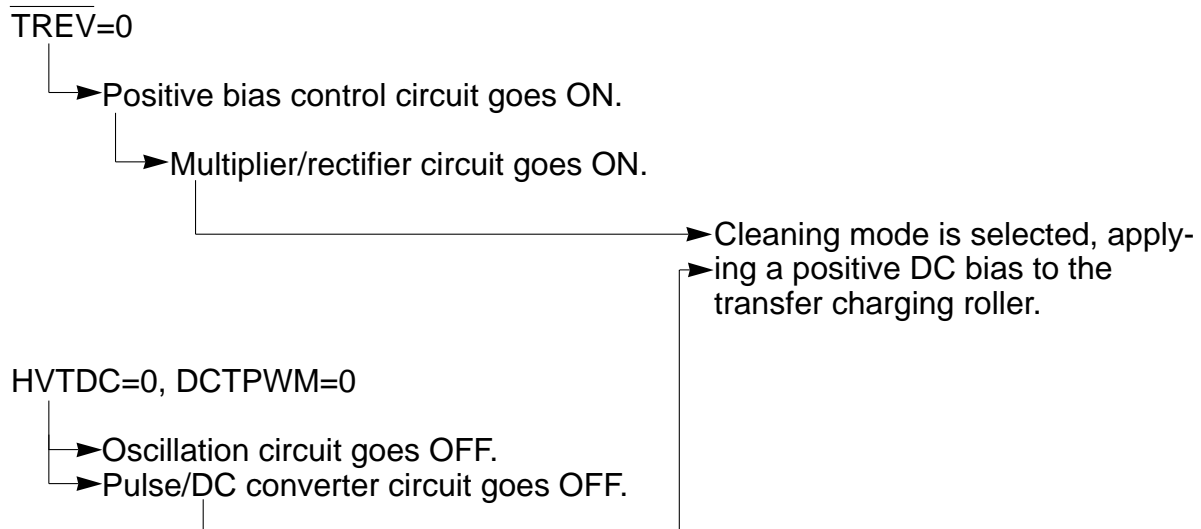 TREV=0
Positive bias control circuit goes ON.
Multiplier/rectifier circuit goes ON.
Cleaning mode is selected, apply-
ing a positive DC bias to the
transfer charging roller.
HVTDC=0, DCTPWM=0
Oscillation circuit goes OFF.
Pulse/DC converter circuit goes OFF.